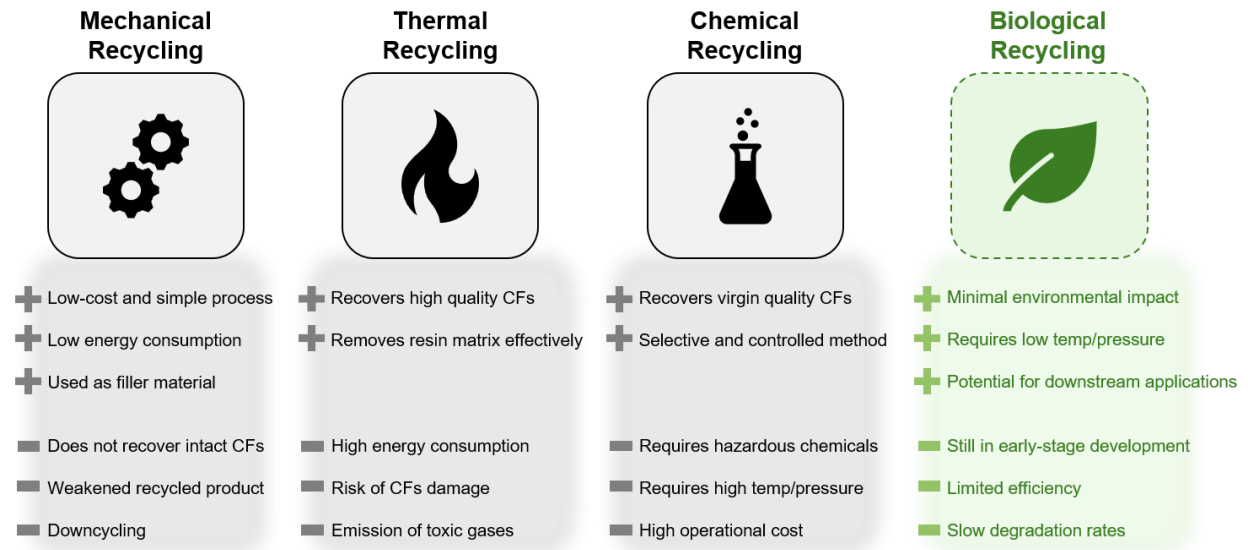 Mechanical
Recycling
Low-cost and simple process
Low energy consumption
Used as filler material
Does not recover intact CFs
Weakened recycled product
Downcycling
Thermal
Recycling
Recovers high quality CFs
Removes resin matrix effectively
High energy consumption
Risk of CFs damage
Emission of toxic gases
Chemical
Recycling
Recovers virgin quality CFs
Selective and controlled method
Requires hazardous chemicals
Requires high temp/pressure
High operational cost
Biological
Recycling
Minimal environmental impact
Requires low temp/pressure
Potential for downstream applications
Still in early-stage development
Limited efficiency
Slow degradation rates